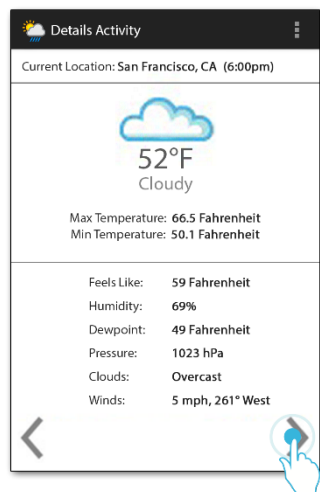 Details Activity
Current Location: San Francisco, CA (6:00pm)
52°F
Cloudy
Max Temperature: 66.5 Fahrenheit
Min Temperature: 50.1 Fahrenheit
Feels Like: 59 Fahrenheit
Humidity: 69%
Dewpoint: 49 Fahrenheit
Pressure: 1023 hPa
Clouds: Overcast
Winds: 5 mph, 261° West